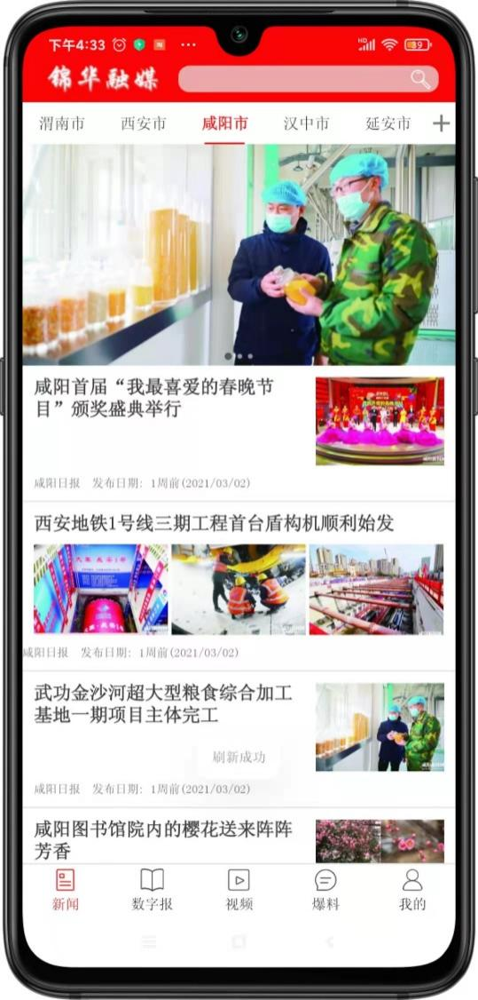 下午4:33
HD
89
锦华融媒
渭南市 西安市 咸阳市 汉中市 延安市
咸阳首届“我最喜爱的春晚节
目”颁奖盛典举行
咸阳日报 发布日期: 1周前(2021/03/02)
西安地铁1号线三期工程首台盾构机顺利始发
咸阳日报 发布日期: 1周前(2021/03/02)
武功金沙河超大型粮食综合加工
基地一期项目主体完工
刷新成功
咸阳日报 发布日期: 1周前(2021/03/02)
咸阳图书馆院内的樱花送来阵阵
芳香
新闻 数字报 视频 爆料 我的